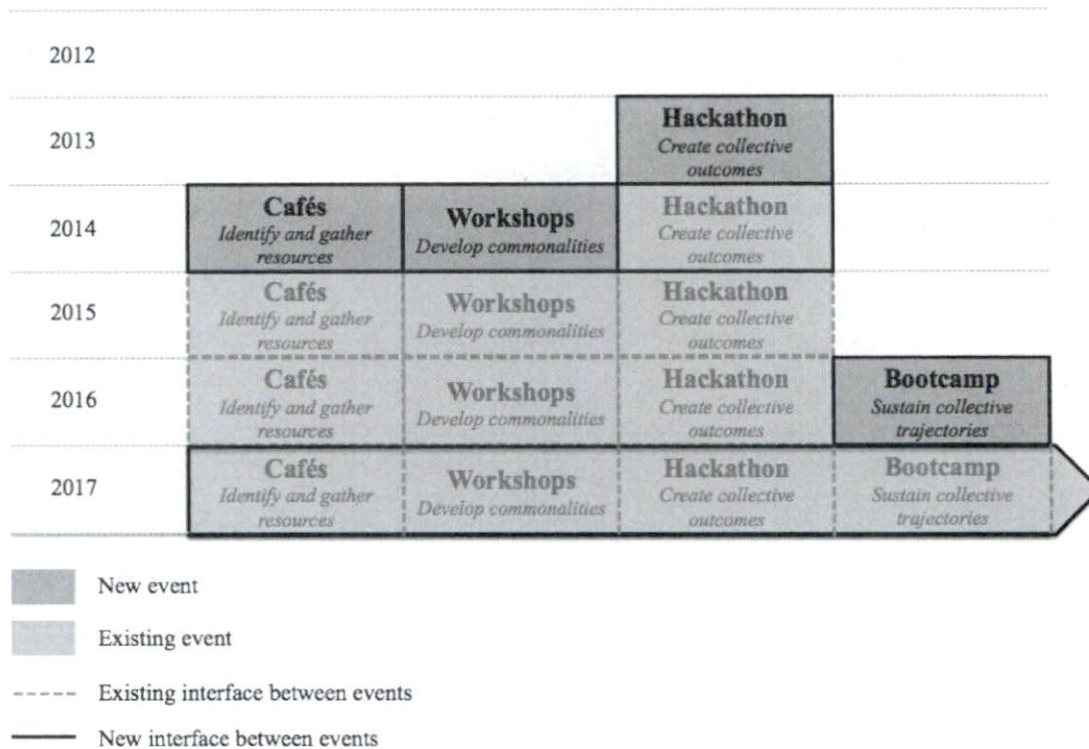 2012
2013
Hackathon
Create collective
outcomes
2014
Cafés
Identify and gather
resources
Workshops
Develop commonalities
Hackathon
Create collective
outcomes
2015
Cafés
Identify and gather
resources
Workshops
Develop commonalities
Hackathon
Create collective
outcomes
2016
Cafés
Identify and gather
resources
Workshops
Develop commonalities
Hackathon
Create collective
outcomes
Bootcamp
Sustain collective
trajectories
2017
Cafés
Identify and gather
resources
Workshops
Develop commonalities
Hackathon
Create collective
outcomes
Bootcamp
Sustain collective
trajectories
New event
Existing event
Existing interface between events
New interface between events